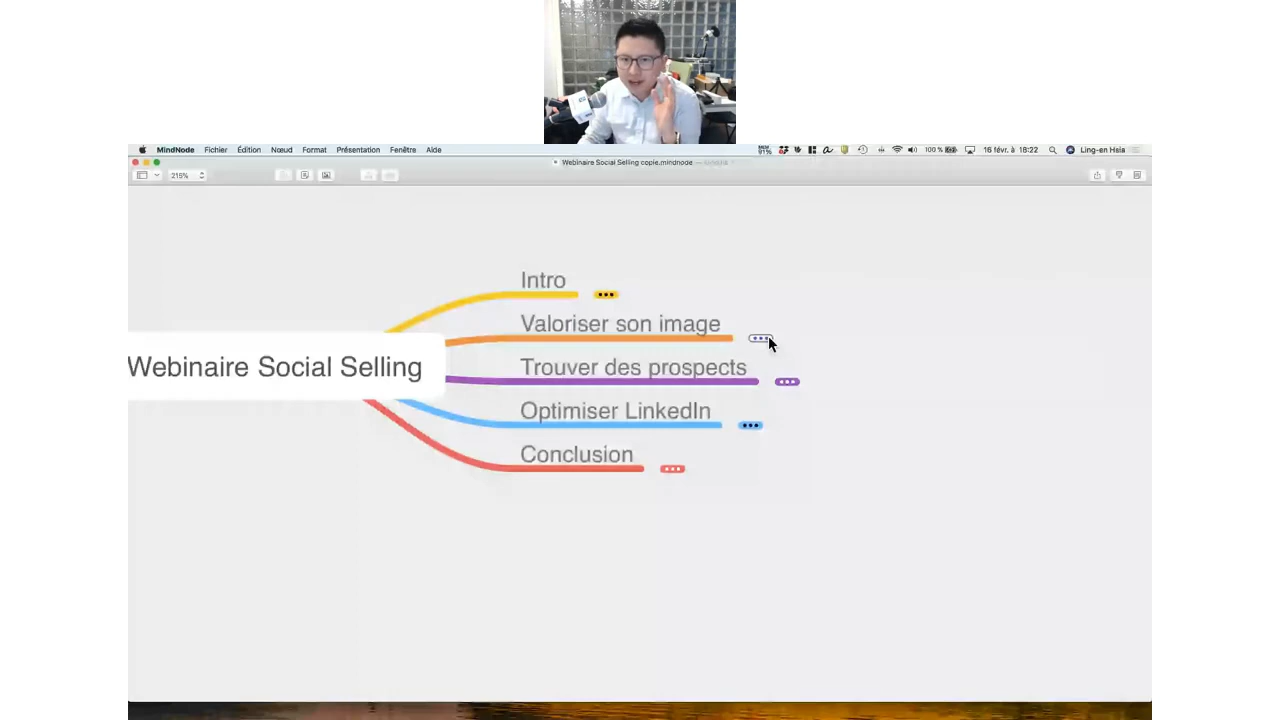 MindNode Fichier Édition Nœud Format Présentation Fenêtre Aide 100 % 16 févr. à 18:22 Ling-en Hsia
Webinaire Social Selling copie.mindnode
215%
Intro
Valoriser son image
Webinaire Social Selling
Trouver des prospects
Optimiser LinkedIn
Conclusion